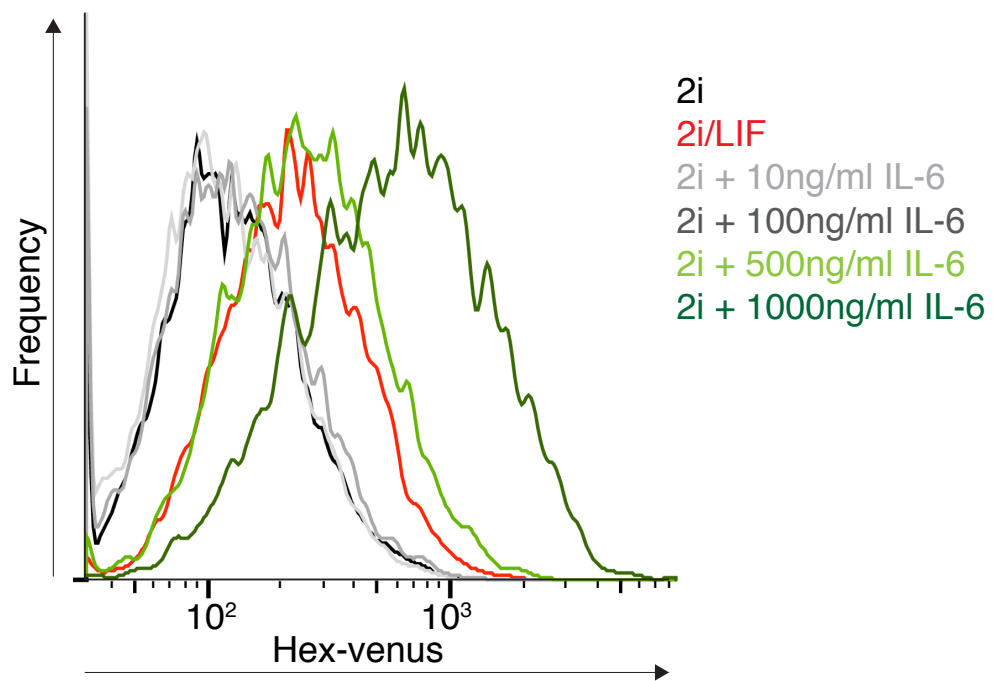 Frequency
2i
2i/LIF
2i + 10ng/ml IL-6
2i + 100ng/ml IL-6
2i + 500ng/ml IL-6
2i + 1000ng/ml IL-6
10² 10³
Hex-venus